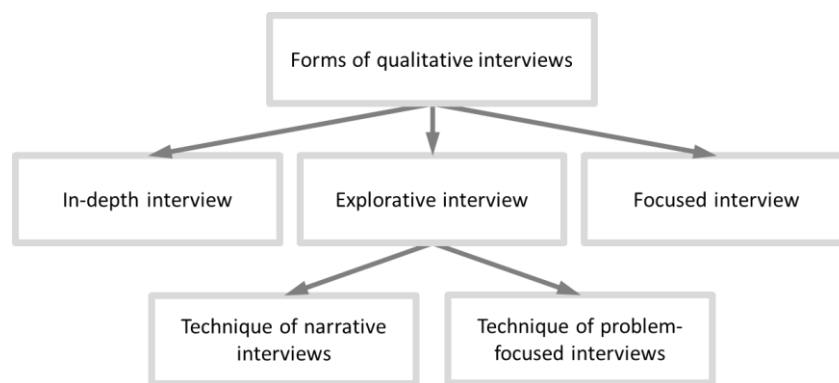 Forms of qualitative interviews
In-depth interview
Explorative interview
Focused interview
Technique of narrative
interviews
Technique of problem-
focused interviews